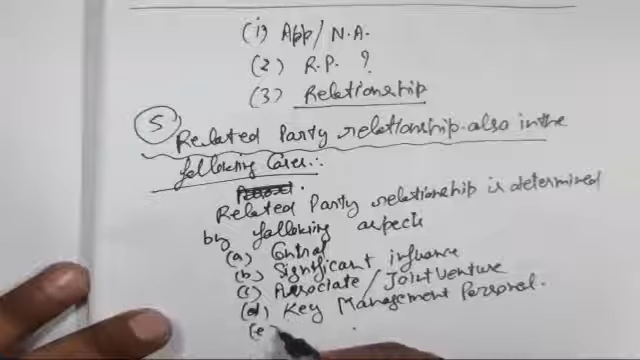 (1) App/N.A.
(2) R.P. ?
(3) Relationship
(5) Related Party relationship also in the
following Cases:.
Related Party relationship is determined
by following aspects
(a) Control
(b) Significant influence
(c) Associate / Joint Venture
(d) Key Management Personel.
(e